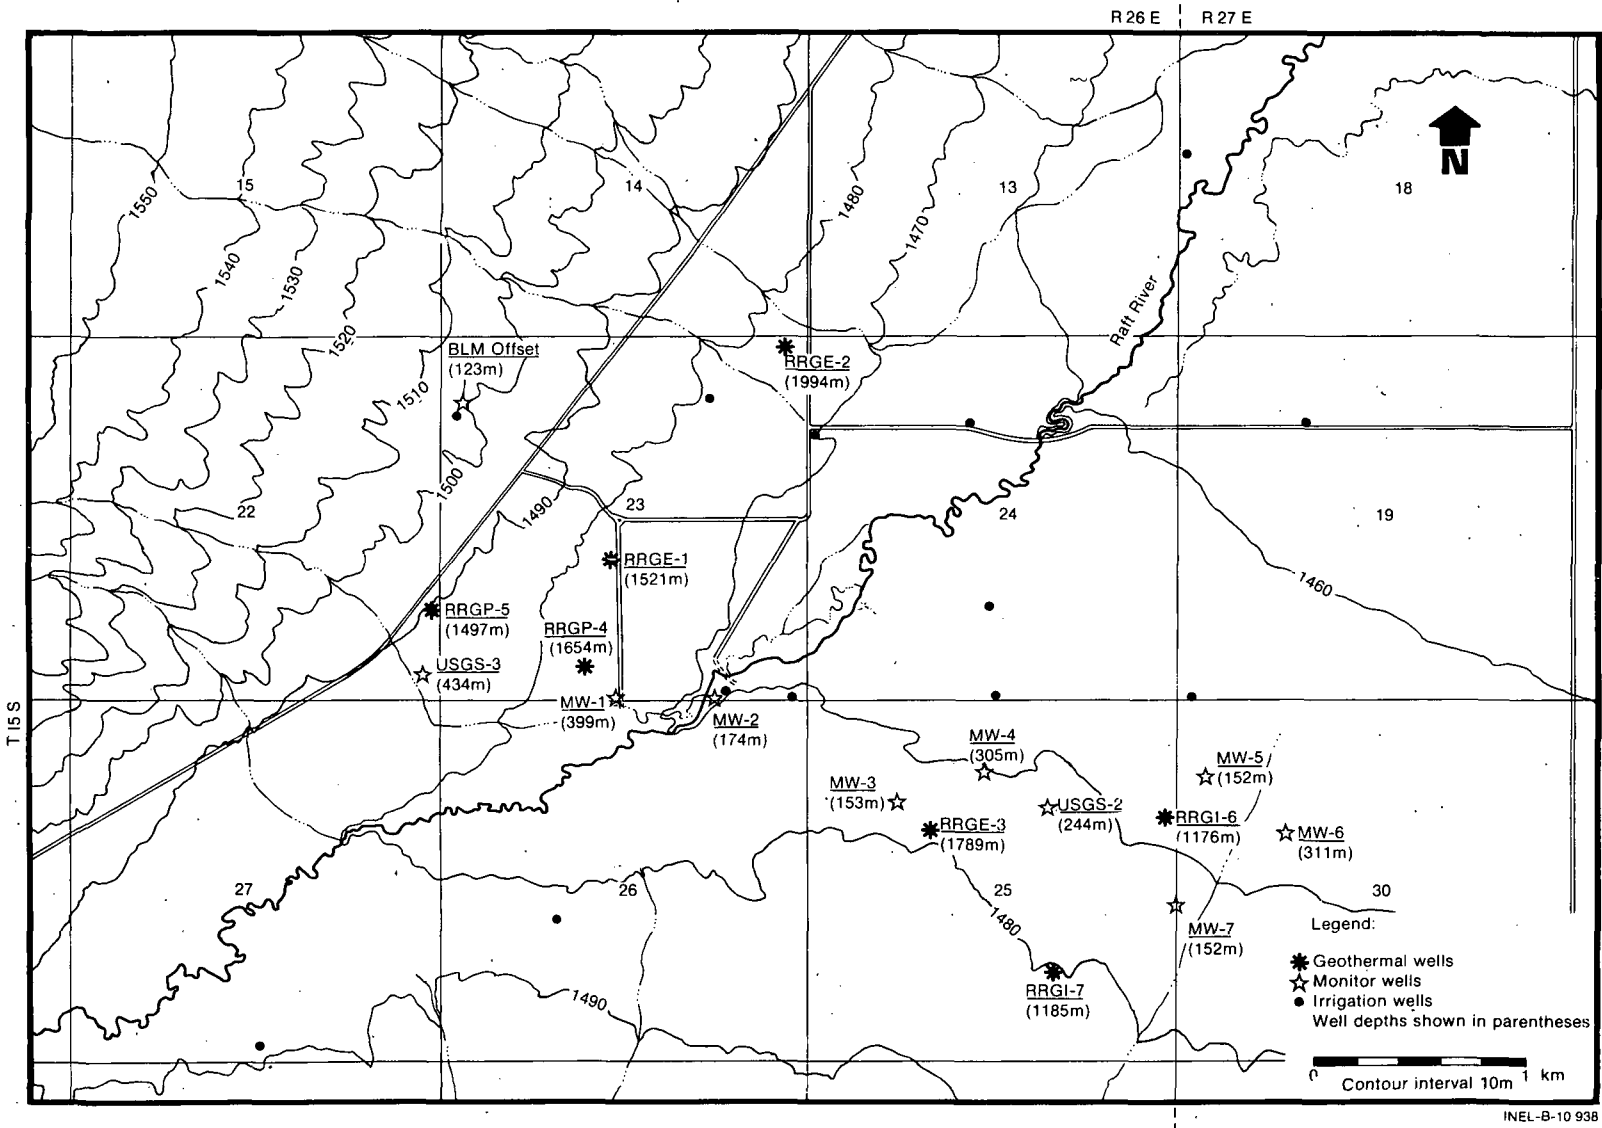 R 26 E
R 27 E
15
14
13
18
1550
1540
1530
1520
1480
1470
N
Raft River
BLM Offset
(123m)
RRGE-2
(1994m)
1510
1500
1490
22
23
24
19
RRGE-1
(1521m)
1460
RRGP-5
(1497m)
RRGP-4
(1654m)
USGS-3
(434m)
T 15 S
MW-1
(399m)
MW-2
(174m)
MW-4
(305m)
MW-5
(152m)
MW-3
(153m)
USGS-2
(244m)
RRGE-3
(1789m)
RRGI-6
(1176m)
MW-6
(311m)
27
26
25
30
1480
MW-7
(152m)
1490
RRGI-7
(1185m)
Legend:
Geothermal wells
Monitor wells
Irrigation wells
Well depths shown in parentheses
0
1 km
Contour interval 10m
INEL-B-10 938